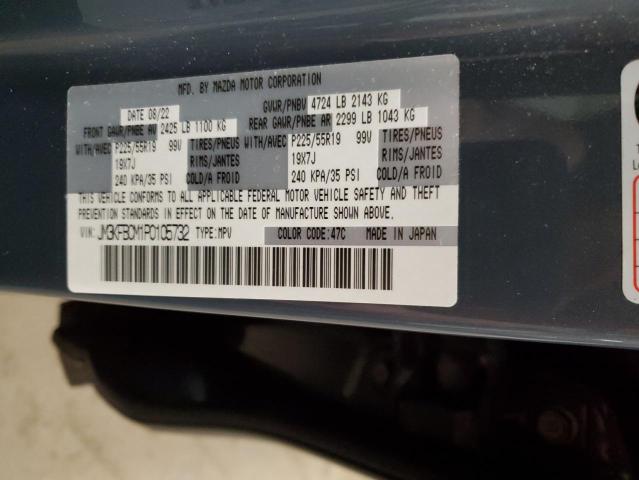 MFD. BY MAZDA MOTOR CORPORATION
DATE 08/22 GVWR/PNBV 4724 LB 2143 KG
FRONT GAWR/PNBE AV 2425 LB 1100 KG REAR GAWR/PNBE AR 2299 LB 1043 KG
WITH/AVEC P225/55R19 99V TIRES/PNEUS WITH/AVEC P225/55R19 99V TIRES/PNEUS
19X7J RIMS/JANTES 19X7J RIMS/JANTES
240 KPA/35 PSI COLD/A FROID 240 KPA/35 PSI COLD/A FROID
THIS VEHICLE CONFORMS TO ALL APPLICABLE FEDERAL MOTOR VEHICLE SAFETY AND THEFT
PREVENTION STANDARDS IN EFFECT ON THE DATE OF MANUFACTURE SHOWN ABOVE.
VIN: JM3KFBCM1P0105732 TYPE:MPV COLOR CODE:47C MADE IN JAPAN